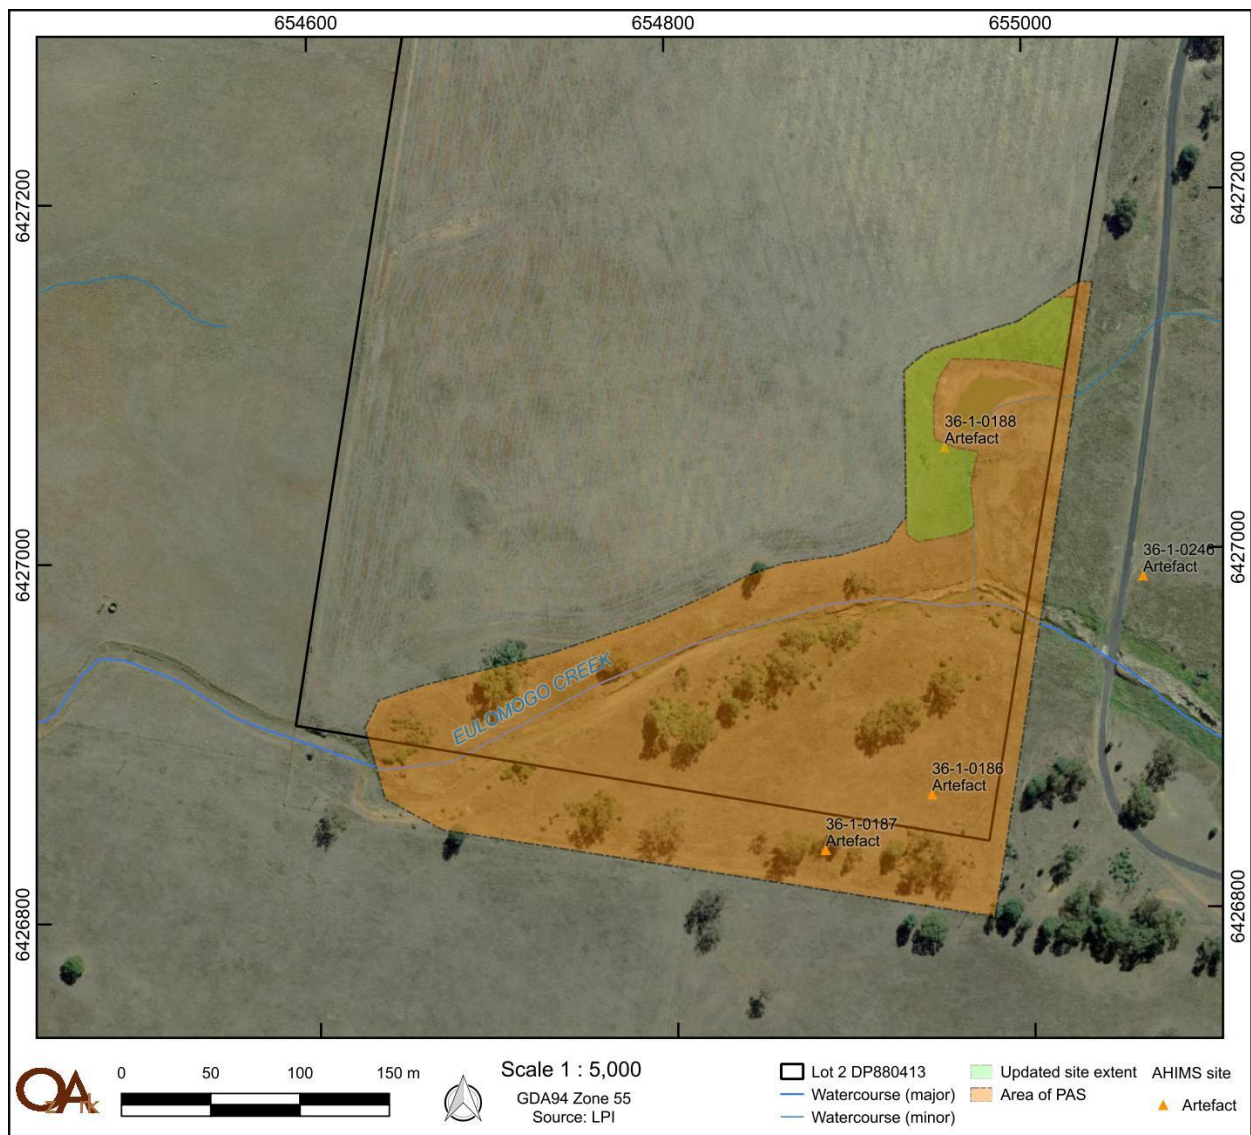 654600
654800
655000
6427200
6427200
36-1-0188
Artefact
6427000
6427000
36-1-0246
Artefact
EULOMOGO CREEK
36-1-0186
Artefact
36-1-0187
Artefact
6426800
6426800
OzArk
0 50 100 150 m
Scale 1 : 5,000
GDA94 Zone 55
Source: LPI
Lot 2 DP880413
Watercourse (major)
Watercourse (minor)
Updated site extent
Area of PAS
AHIMS site
Artefact